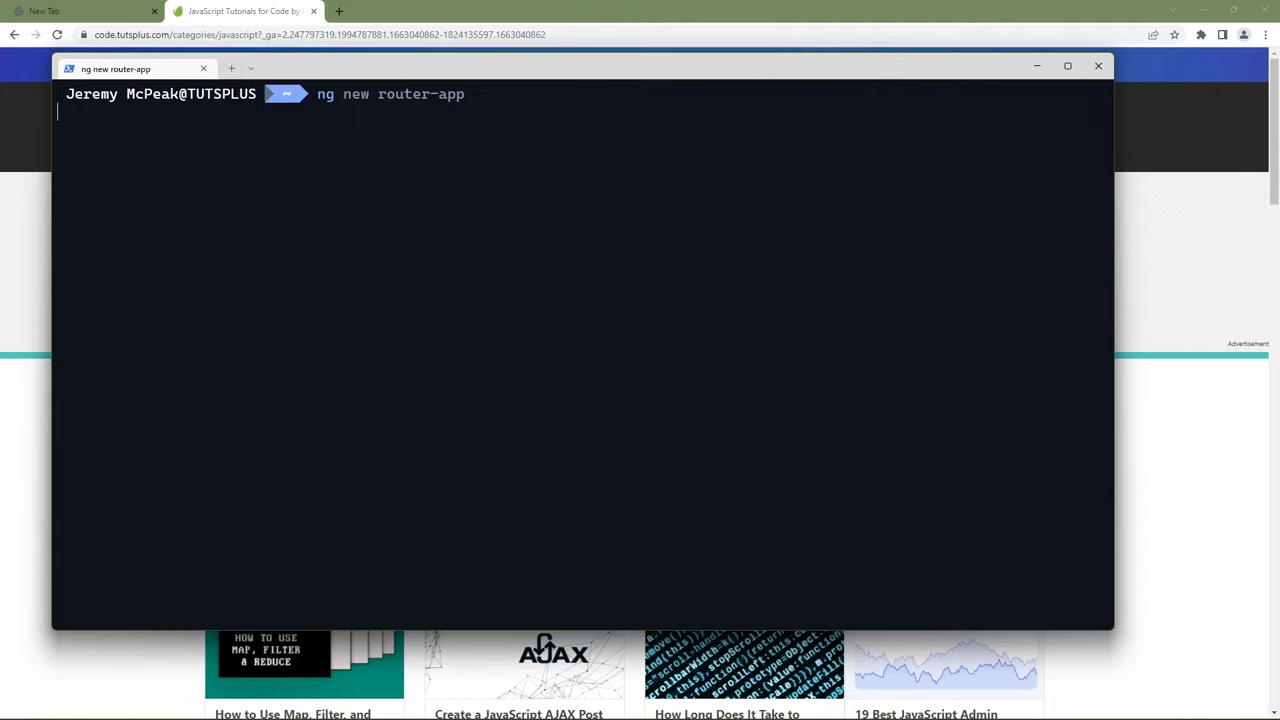 New Tab
JavaScript Tutorials for Code by
code.tutsplus.com/categories/javascript?_ga=2.247797319.1994787881.1663040862-1824135597.1663040862
ng new router-app
Jeremy McPeak@TUTSPLUS ~ ng new router-app
Advertisement
HOW TO USE
MAP, FILTER
& REDUCE
AJAX
How to Use Map, Filter, and
Create a JavaScript AJAX Post
How Long Does It Take to
19 Best JavaScript Admin